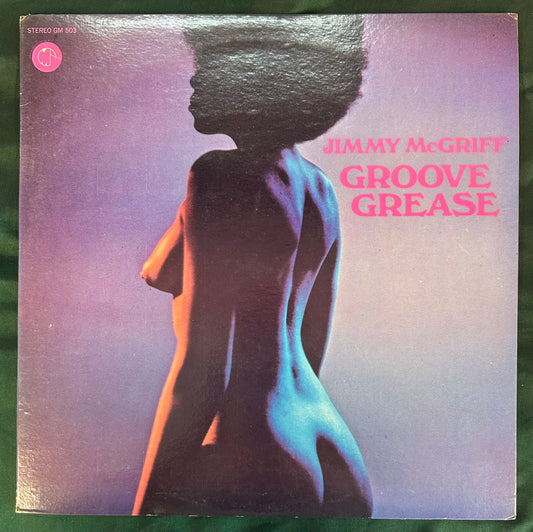 STEREO GM 503
JIMMY McGRIFF
GROOVE
GREASE